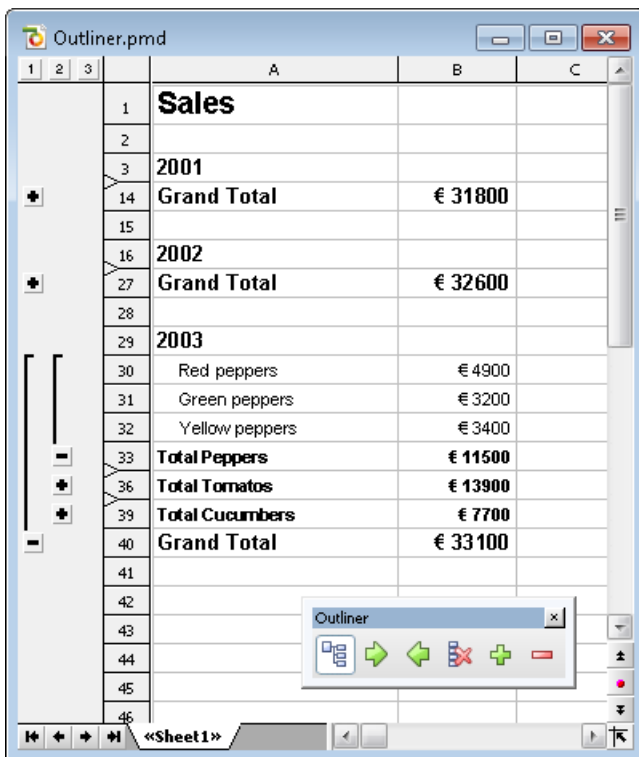 Outliner.pmd
1 2 3 A B C
1 Sales
2
3 2001
14 Grand Total € 31800
15
16 2002
27 Grand Total € 32600
28
29 2003
30 Red peppers € 4900
31 Green peppers € 3200
32 Yellow peppers € 3400
33 Total Peppers € 11500
36 Total Tomatos € 13900
39 Total Cucumbers € 7700
40 Grand Total € 33100
41
42
Outliner
43
44
45
46
«Sheet1»